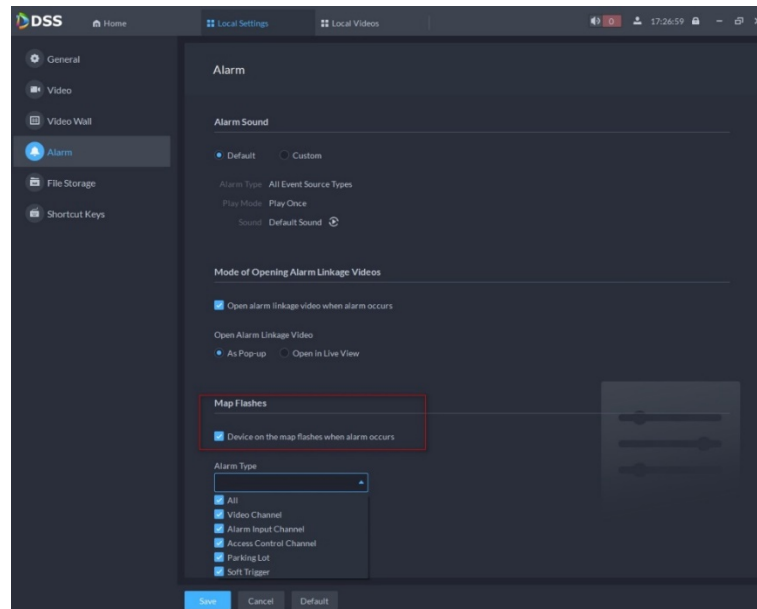 DSS Home Local Settings Local Videos 0 17:26:59
General
Video
Video Wall
Alarm
File Storage
Shortcut Keys
Alarm
Alarm Sound
Default Custom
Alarm Type All Event Source Types
Play Mode Play Once
Sound Default Sound
Mode of Opening Alarm Linkage Videos
Open alarm linkage video when alarm occurs
Open Alarm Linkage Video
As Pop-up Open in Live View
Map Flashes
Device on the map flashes when alarm occurs
Alarm Type
All
Video Channel
Alarm Input Channel
Access Control Channel
Parking Lot
Soft Trigger
Save Cancel Default